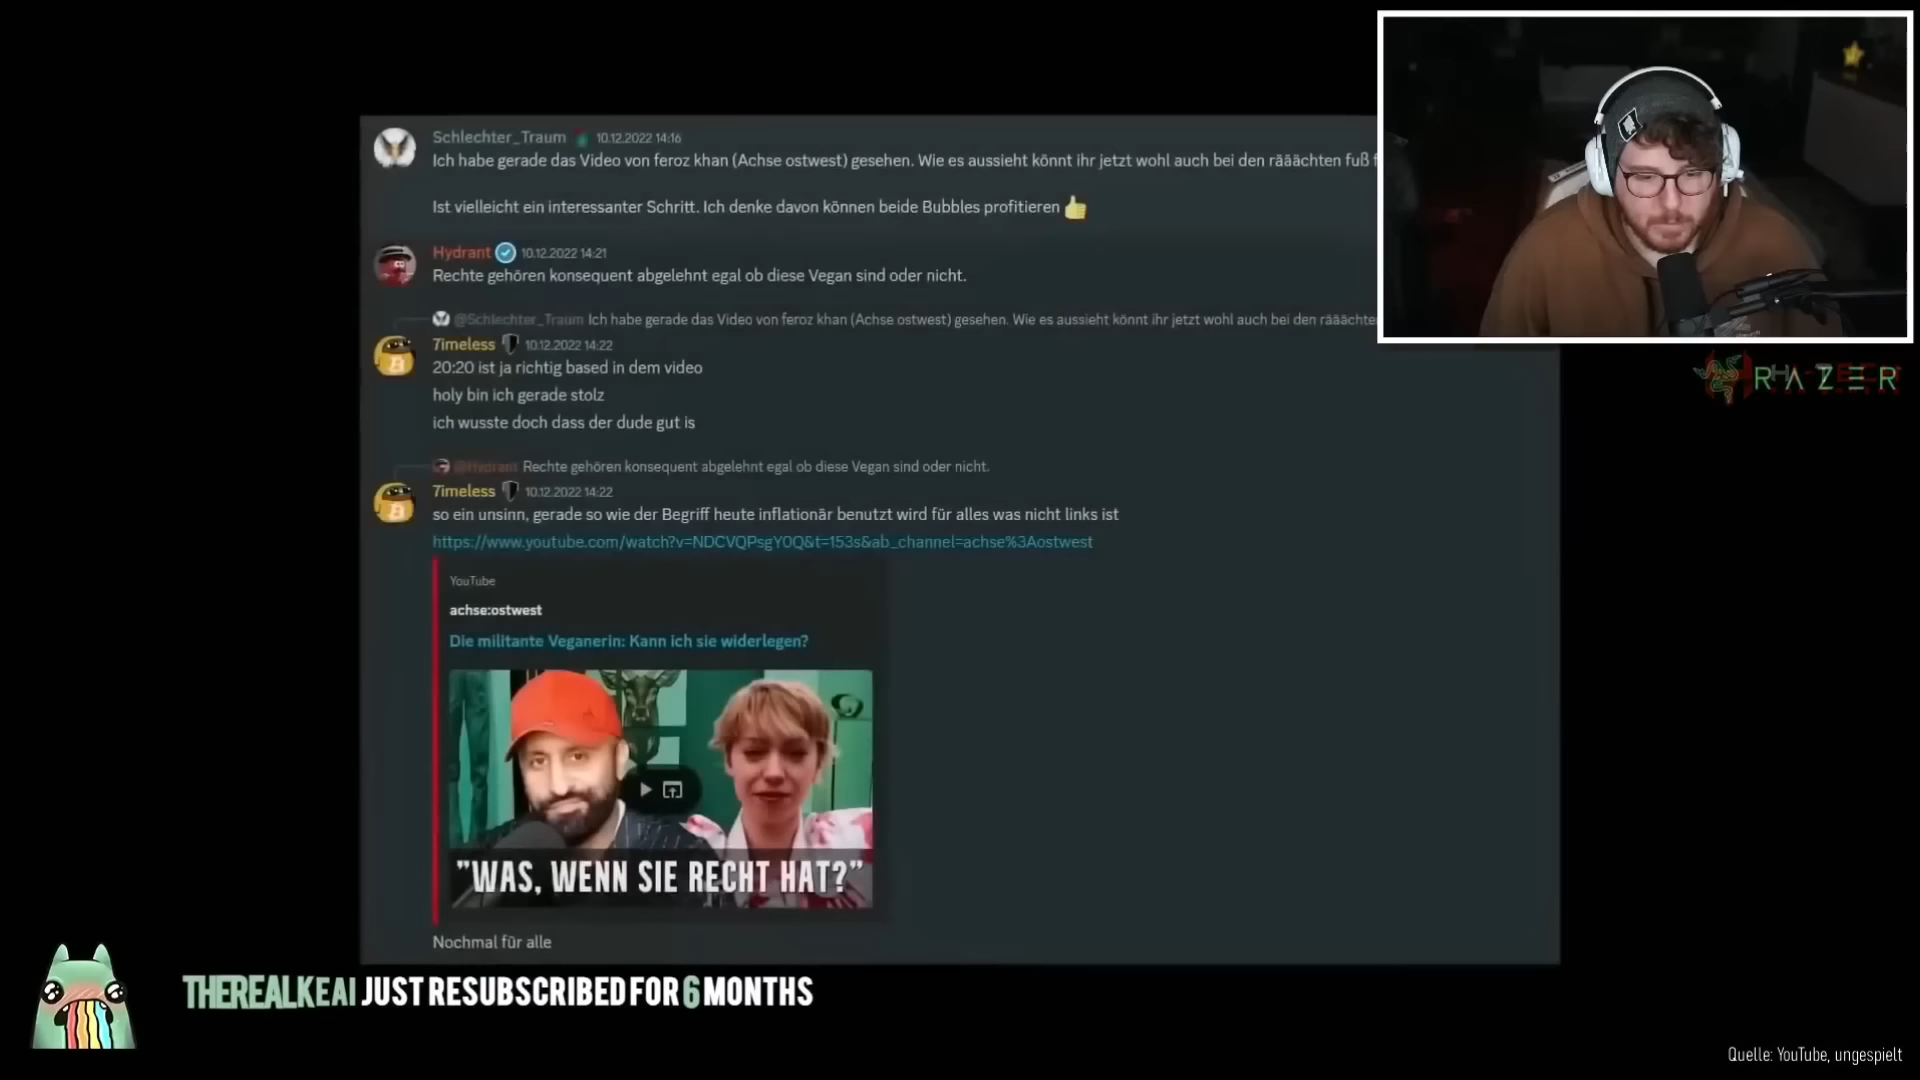 Schlechter_Traum 10.12.2022 14:16
Ich habe gerade das Video von feroz khan (Achse ostwest) gesehen. Wie es aussieht könnt ihr jetzt wohl auch bei den räääächten fuß f
Ist vielleicht ein interessanter Schritt. Ich denke davon können beide Bubbles profitieren
Hydrant 10.12.2022 14:21
Rechte gehören konsequent abgelehnt egal ob diese Vegan sind oder nicht.
@Schlechter_Traum Ich habe gerade das Video von feroz khan (Achse ostwest) gesehen. Wie es aussieht könnt ihr jetzt wohl auch bei den räääächte
7imeless 10.12.2022 14:22
20:20 ist ja richtig based in dem video
holy bin ich gerade stolz
ich wusste doch dass der dude gut is
@Hydrant Rechte gehören konsequent abgelehnt egal ob diese Vegan sind oder nicht.
7imeless 10.12.2022 14:22
so ein unsinn, gerade so wie der Begriff heute inflationär benutzt wird für alles was nicht links ist
https://www.youtube.com/watch?v=NDCVQPsgY0Q&t=153s&ab_channel=achse%3Aostwest
YouTube
achse:ostwest
Die militante Veganerin: Kann ich sie widerlegen?
"WAS, WENN SIE RECHT HAT?"
Nochmal für alle
RAZER
THEREALKEAI JUST RESUBSCRIBED FOR 6 MONTHS
Quelle: YouTube, ungespielt